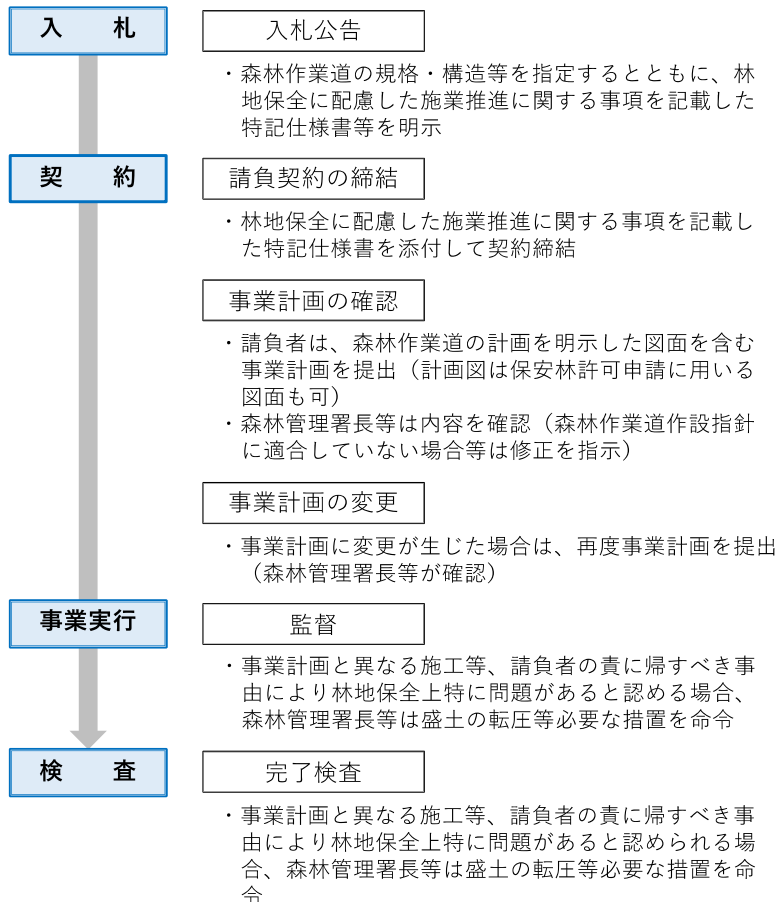 入　札
入札公告
・森林作業道の規格・構造等を指定するとともに、林
地保全に配慮した施業推進に関する事項を記載した
特記仕様書等を明示
契　約
請負契約の締結
・林地保全に配慮した施業推進に関する事項を記載し
た特記仕様書を添付して契約締結
事業計画の確認
・請負者は、森林作業道の計画を明示した図面を含む
事業計画を提出（計画図は保安林許可申請に用いる
図面も可）
・森林管理署長等は内容を確認（森林作業道作設指針
に適合していない場合等は修正を指示）
事業計画の変更
・事業計画に変更が生じた場合は、再度事業計画を提出
（森林管理署長等が確認）
事業実行
監督
・事業計画と異なる施工等、請負者の責に帰すべき事
由により林地保全上特に問題があると認める場合、
森林管理署長等は盛土の転圧等必要な措置を命令
検　査
完了検査
・事業計画と異なる施工等、請負者の責に帰すべき事
由により林地保全上特に問題があると認められる場
合、森林管理署長等は盛土の転圧等必要な措置を命
令